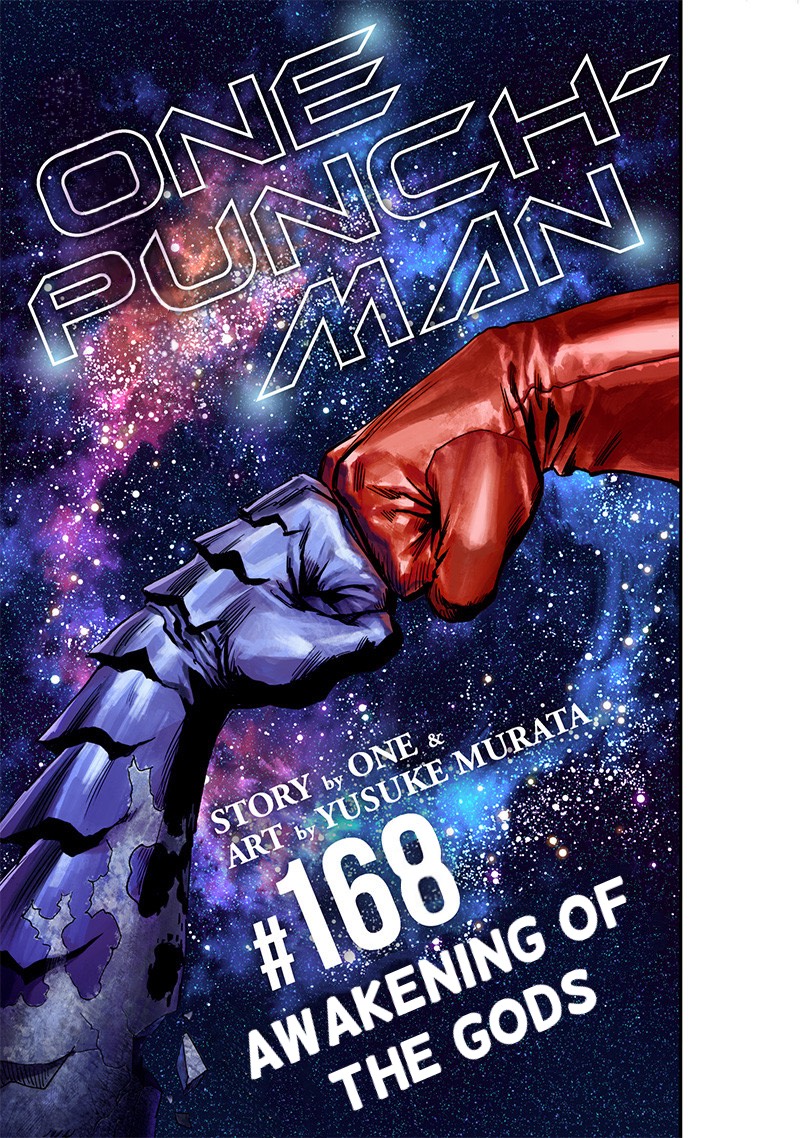 ONE
PUNCH-
MAN
STORY by ONE &
ART by YUSUKE MURATA
#168
AWAKENING OF
THE GODS